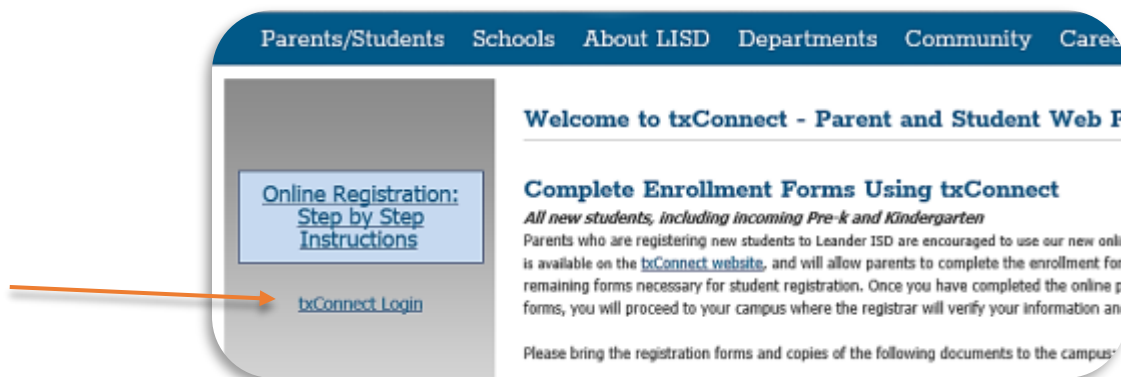 Parents/Students Schools About LISD Departments Community
Online Registration:
Step by Step
Instructions
txConnect Login
Welcome to txConnect - Parent and Student Web
Complete Enrollment Forms Using txConnect
All new students, including incoming Pre-k and Kindergarten
Parents who are registering new students to Leander ISD are encouraged to use our new
is available on the txConnect website, and will allow parents to complete the enrollment
remaining forms necessary for student registration. Once you have completed the online
forms, you will proceed to your campus where the registrar will verify your information
Please bring the registration forms and copies of the following documents to the campus: